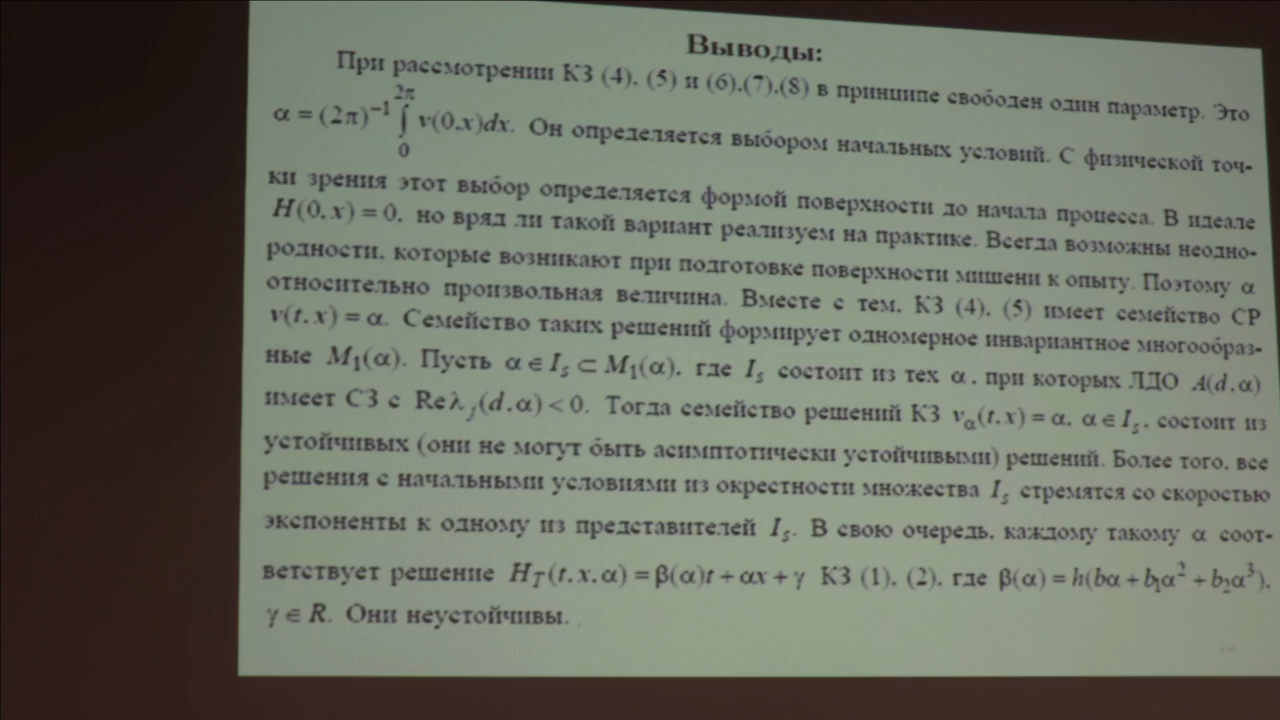 Выводы:
При рассмотрении КЗ (4), (5) и (6),(7),(8) в принципе свободен один параметр. Это
α = (2π)⁻¹ ∫₀^{2π} v(0,x)dx. Он определяется выбором начальных условий. С физической точ-
ки зрения этот выбор определяется формой поверхности до начала процесса. В идеале
H(0,x) = 0, но вряд ли такой вариант реализуем на практике. Всегда возможны неодно-
родности, которые возникают при подготовке поверхности мишени к опыту. Поэтому α
относительно произвольная величина. Вместе с тем, КЗ (4), (5) имеет семейство СР
v(t,x) = α. Семейство таких решений формирует одномерное инвариантное многообраз-
ные M₁(α). Пусть α ∈ Iₛ ⊂ M₁(α), где Iₛ состоит из тех α, при которых ЛДО A(d,α)
имеет СЗ с Re λⱼ(d,α) < 0. Тогда семейство решений КЗ v_α(t,x) = α, α ∈ Iₛ, состоит из
устойчивых (они не могут быть асимптотически устойчивыми) решений. Более того, все
решения с начальными условиями из окрестности множества Iₛ стремятся со скоростью
экспоненты к одному из представителей Iₛ. В свою очередь, каждому такому α соот-
ветствует решение H_T(t,x,α) = β(α)t + αx + γ КЗ (1), (2), где β(α) = h(bα + b₁α² + b₂α³),
γ ∈ R. Они неустойчивы.